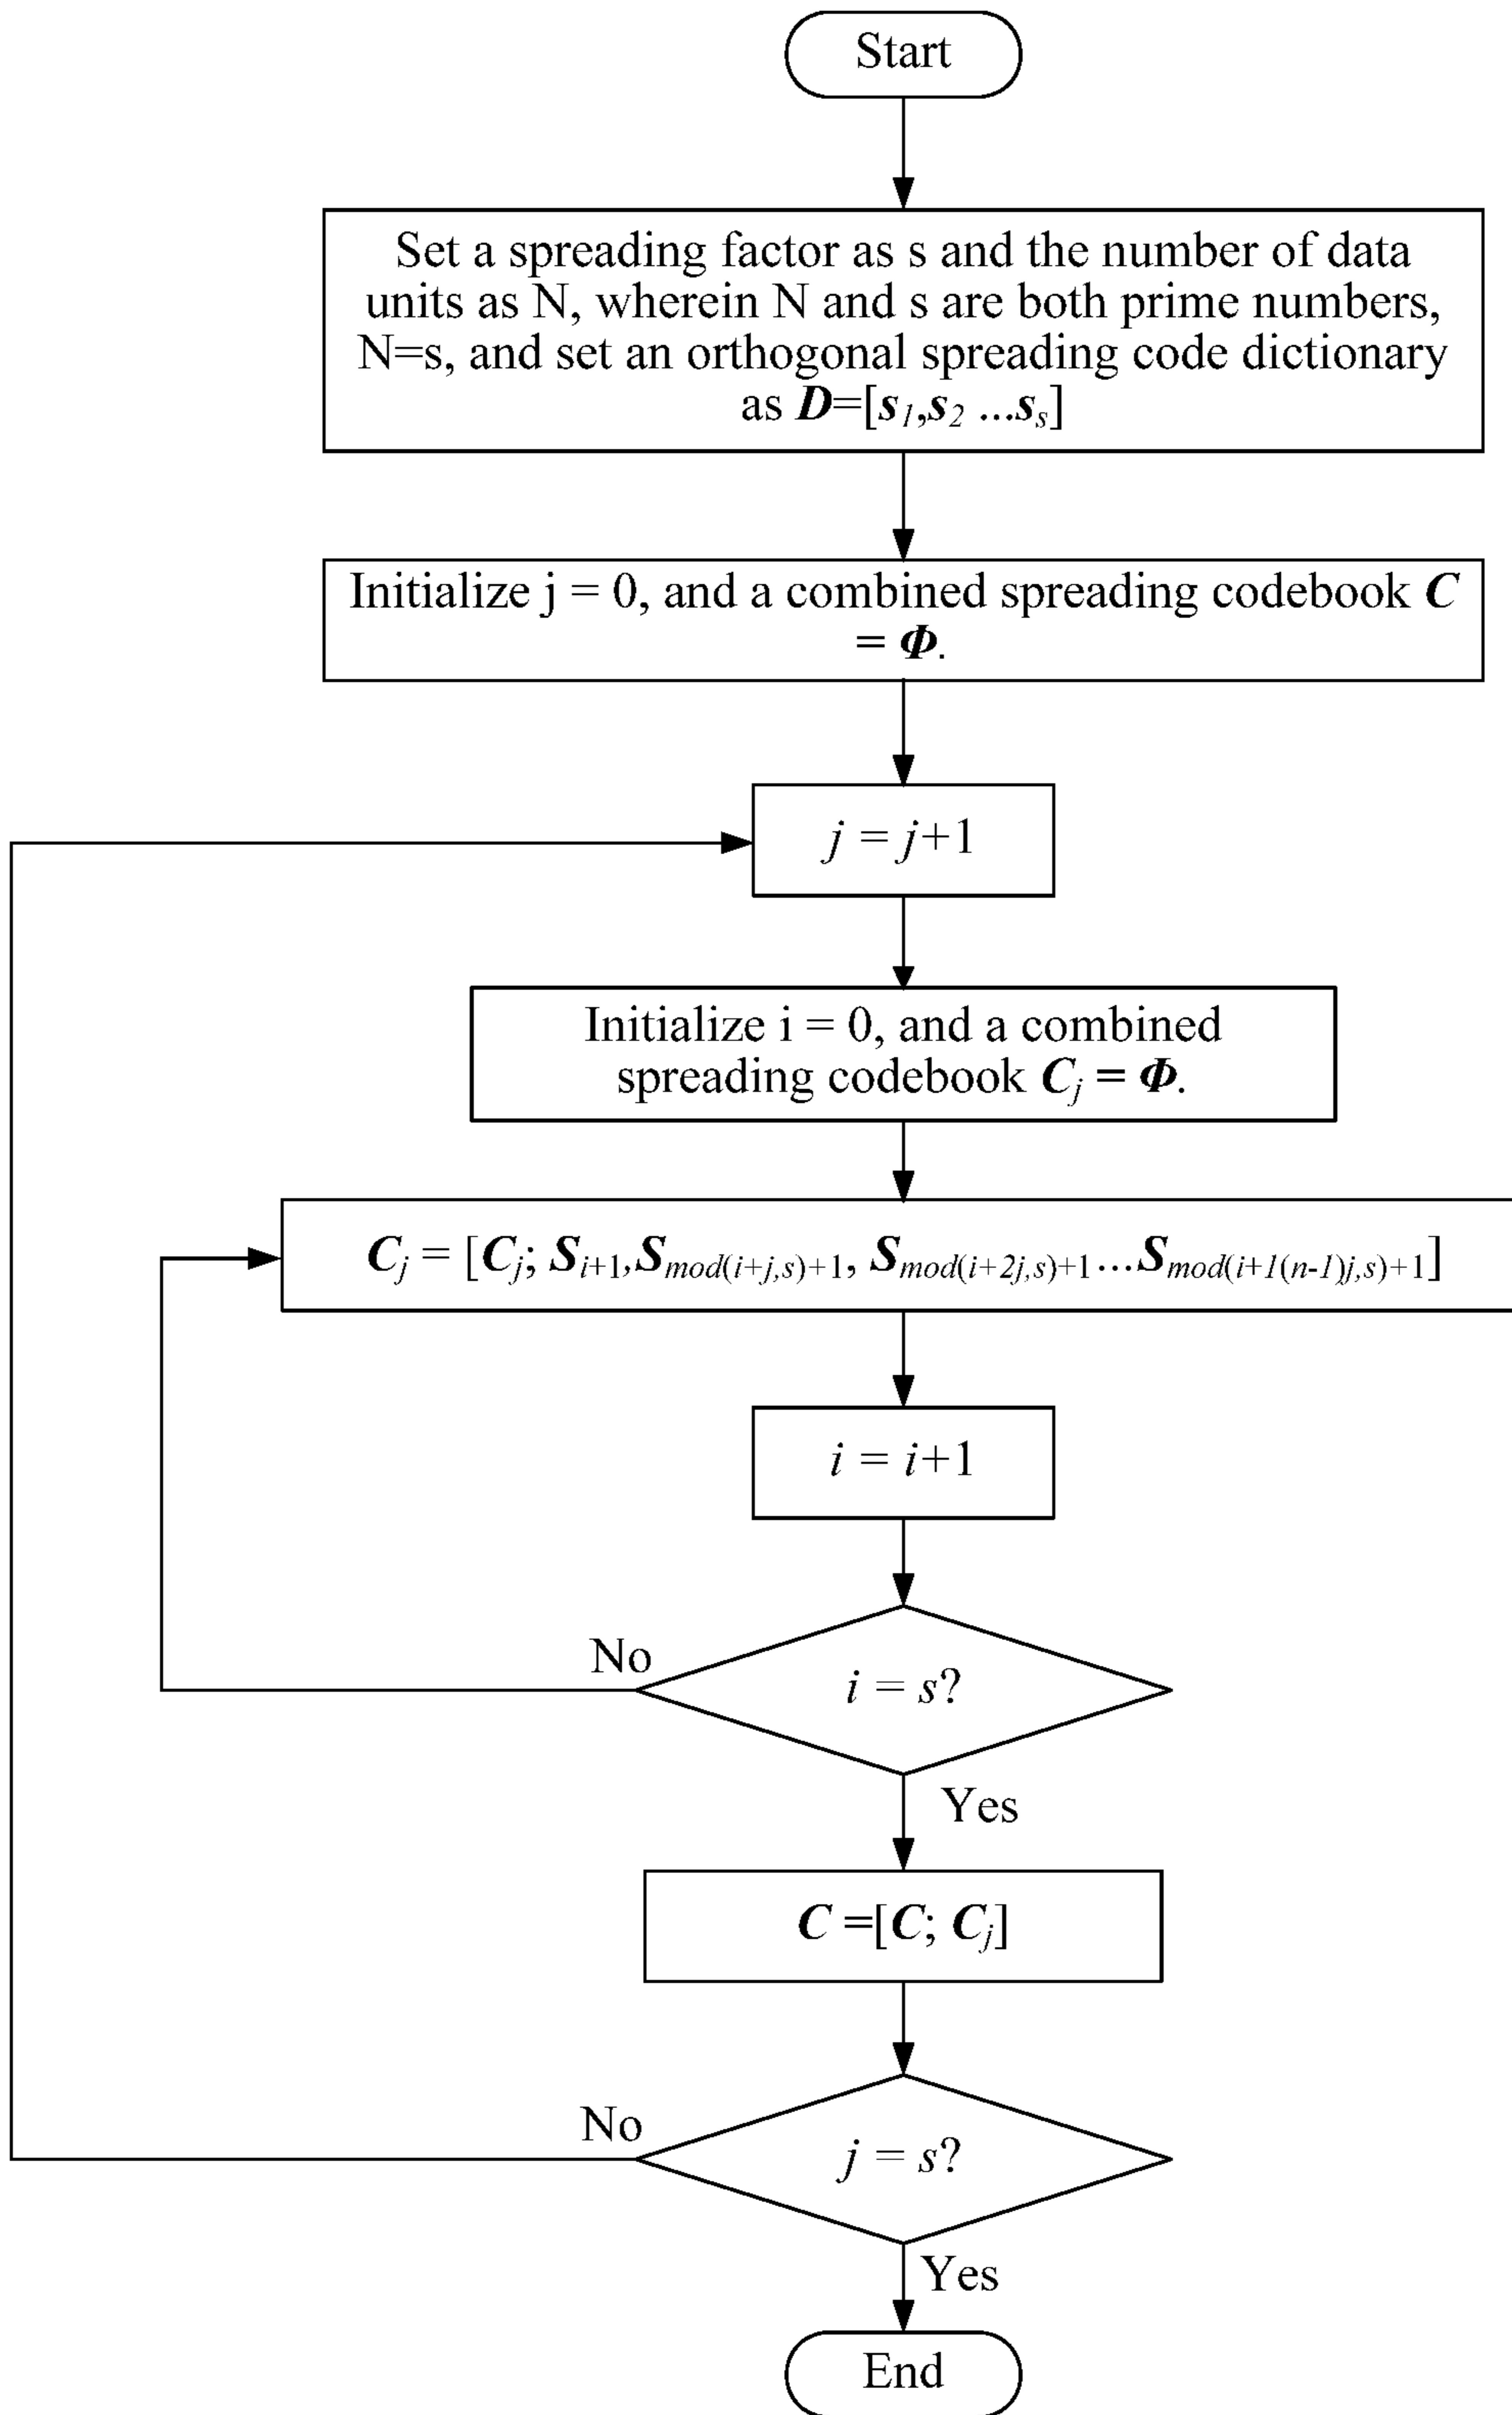 Start
Set a spreading factor as s and the number of data
units as N, wherein N and s are both prime numbers,
N=s, and set an orthogonal spreading code dictionary
as D=[s1,s2 ...ss]
Initialize j = 0, and a combined spreading codebook C
= Φ.
j = j+1
Initialize i = 0, and a combined
spreading codebook Cj = Φ.
Cj = [Cj; Si+1,Smod(i+j,s)+1, Smod(i+2j,s)+1...Smod(i+1(n-1)j,s)+1]
i = i+1
No
i = s?
Yes
C =[C; Cj]
No
j = s?
Yes
End